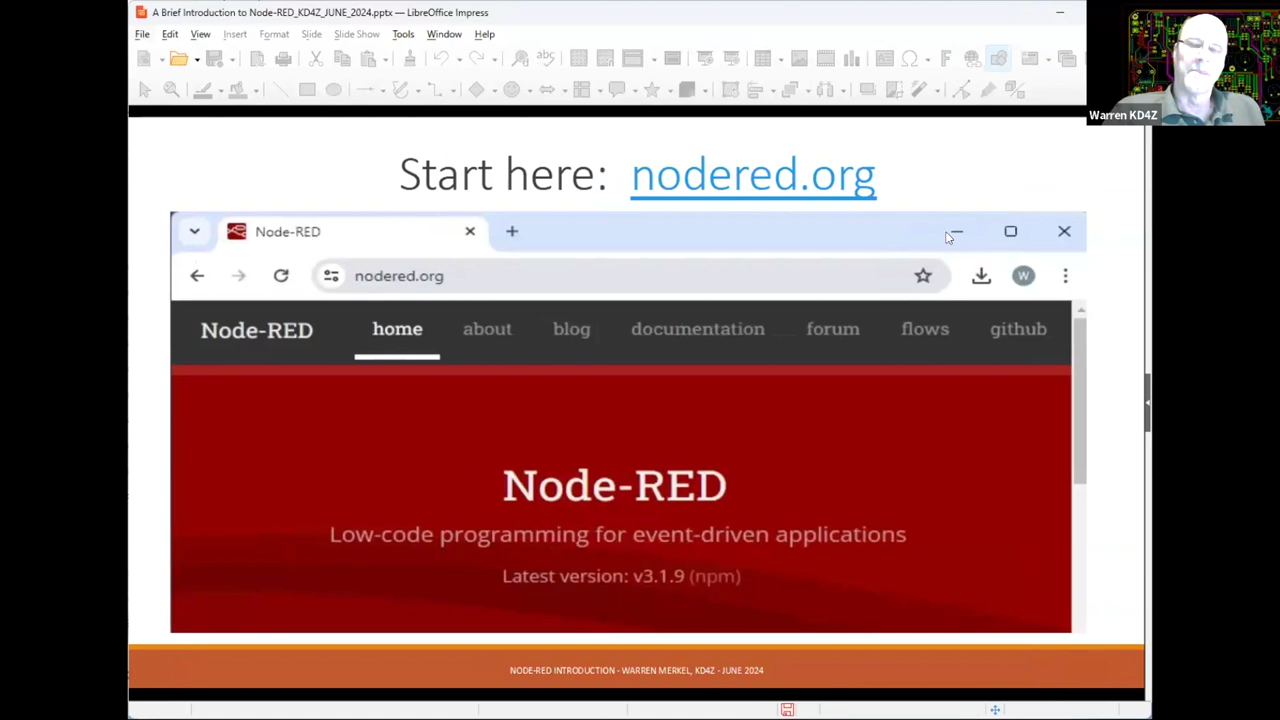 A Brief Introduction to Node-RED_KD4Z_JUNE_2024.pptx — LibreOffice Impress
File Edit View Insert Format Slide Slide Show Tools Window Help
Warren KD4Z
Start here: nodered.org
Node-RED
nodered.org
W
Node-RED home about blog documentation forum flows github
Node-RED
Low-code programming for event-driven applications
Latest version: v3.1.9 (npm)
NODE-RED INTRODUCTION - WARREN MERKEL, KD4Z - JUNE 2024